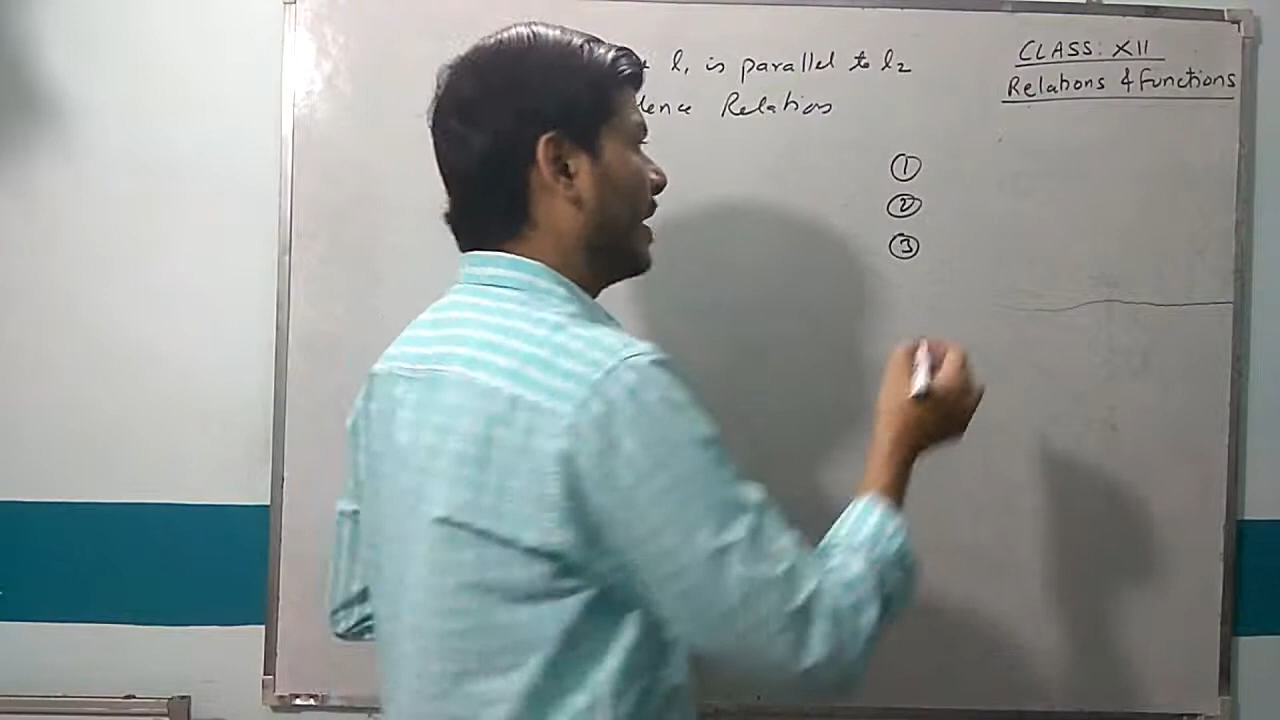 l₁ is parallel to l₂
Relation
CLASS: XII
Relations & Functions
①
②
③